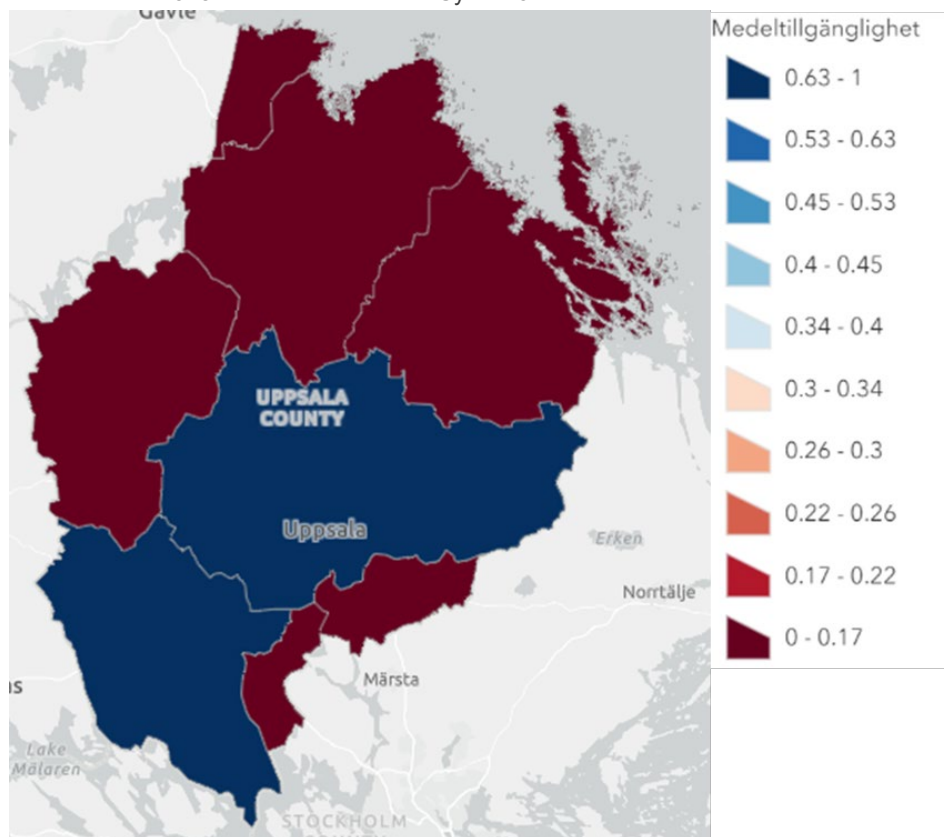 Gävle
Medeltillgänglighet
0.63 - 1
0.53 - 0.63
0.45 - 0.53
0.4 - 0.45
0.34 - 0.4
0.3 - 0.34
0.26 - 0.3
0.22 - 0.26
0.17 - 0.22
0 - 0.17
UPPSALA
COUNTY
Uppsala
Erken
Norrtälje
Märsta
as
Lake
Mälaren
STOCKHOLM